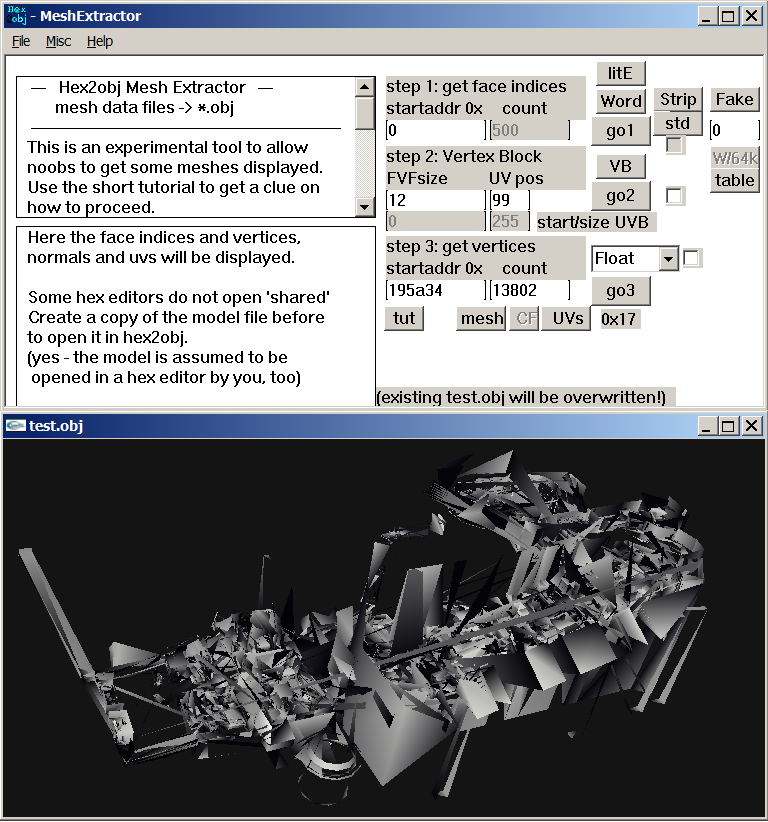 Hex obj - MeshExtractor
File Misc Help
— Hex2obj Mesh Extractor —
mesh data files -> *.obj
This is an experimental tool to allow
noobs to get some meshes displayed.
Use the short tutorial to get a clue on
how to proceed.
Here the face indices and vertices,
normals and uvs will be displayed.
Some hex editors do not open 'shared'
Create a copy of the model file before
to open it in hex2obj.
(yes - the model is assumed to be
opened in a hex editor by you, too)
step 1: get face indices
startaddr 0x count
0 500
litE
Word
go1
Strip
std
Fake
0
step 2: Vertex Block
FVFsize UV pos
12 99
0 255 start/size UVB
VB
go2
W/64k
table
step 3: get vertices
startaddr 0x count
195a34 13802
Float
go3
tut mesh CF UVs 0x17
(existing test.obj will be overwritten!)
test.obj